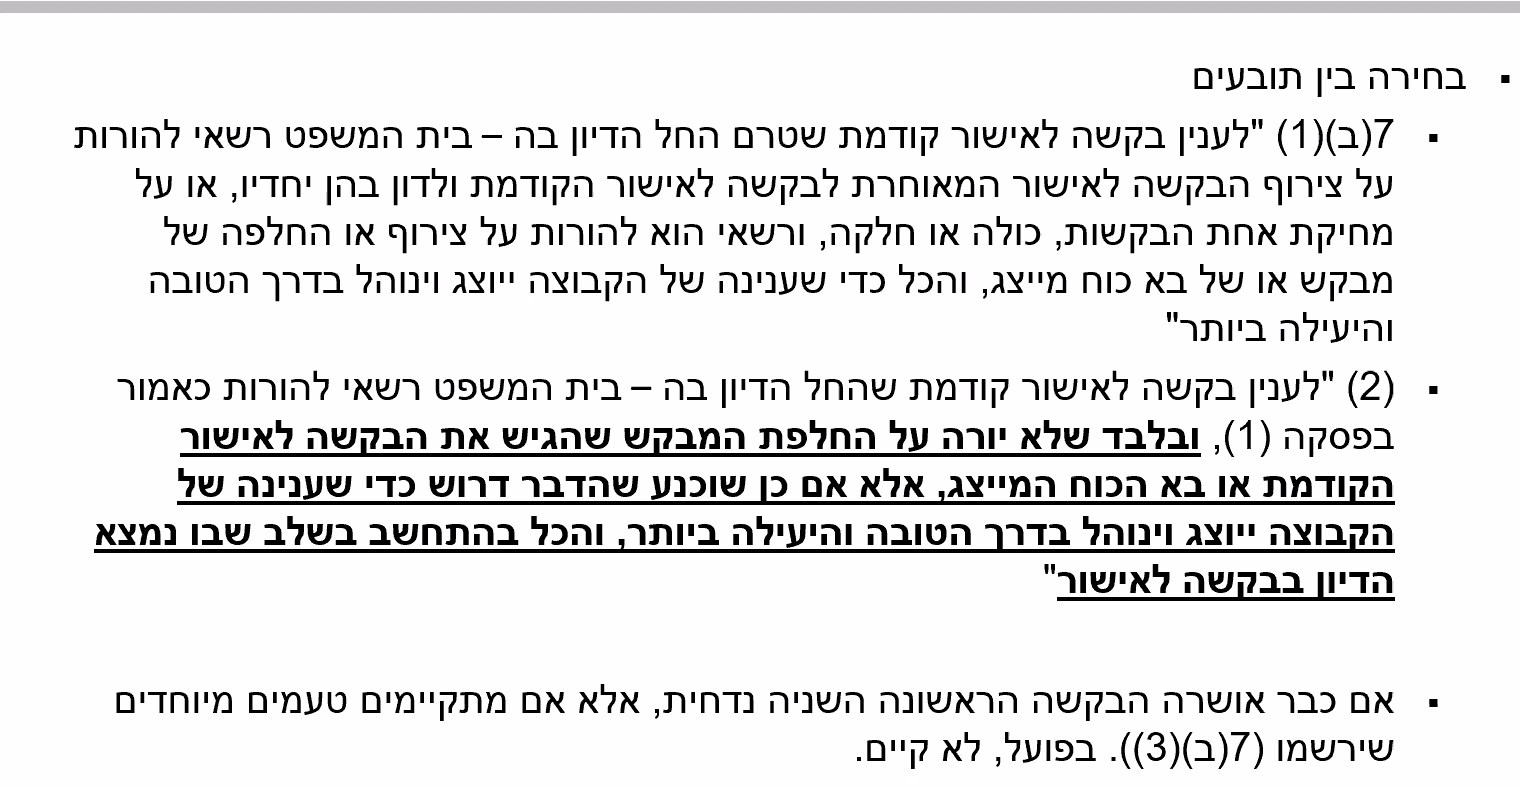 ▪ בחירה בין תובעים
▪ 7(ב)(1) "לענין בקשה לאישור קודמת שטרם החל הדיון בה – בית המשפט רשאי להורות
על צירוף הבקשה לאישור המאוחרת לבקשה לאישור הקודמת ולדון בהן יחדיו, או על
מחיקת אחת הבקשות, כולה או חלקה, ורשאי הוא להורות על צירוף או החלפה של
מבקש או של בא כוח מייצג, והכל כדי שענינה של הקבוצה ייוצג וינוהל בדרך הטובה
והיעילה ביותר"
▪ (2) "לענין בקשה לאישור קודמת שהחל הדיון בה – בית המשפט רשאי להורות כאמור
בפסקה (1), ובלבד שלא יורה על החלפת המבקש שהגיש את הבקשה לאישור
הקודמת או בא הכוח המייצג, אלא אם כן שוכנע שהדבר דרוש כדי שענינה של
הקבוצה ייוצג וינוהל בדרך הטובה והיעילה ביותר, והכל בהתחשב בשלב שבו נמצא
הדיון בבקשה לאישור"
▪ אם כבר אושרה הבקשה הראשונה השניה נדחית, אלא אם מתקיימים טעמים מיוחדים
שירשמו (7(ב)(3)). בפועל, לא קיים.